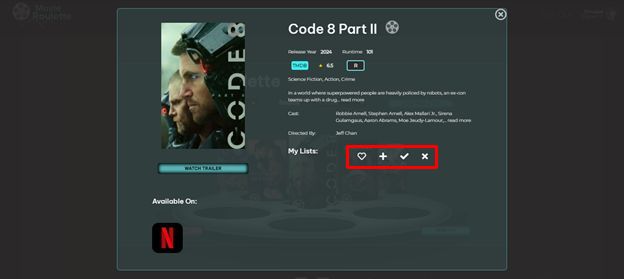 Movie
Roulette
Code 8 Part II
Release Year 2024 Runtime 101
TMDB 6.5 R
Science Fiction, Action, Crime
In a world where superpowered people are heavily policed by robots, an ex-con
teams up with a drug... read more
Cast: Robbie Amell, Stephen Amell, Alex Mallari Jr., Sirena
Gulamgaus, Aaron Abrams, Moe Jeudy-Lamour,... read more
Directed By: Jeff Chan
My Lists:
CODE 8
PART II
WATCH TRAILER
Available On:
N